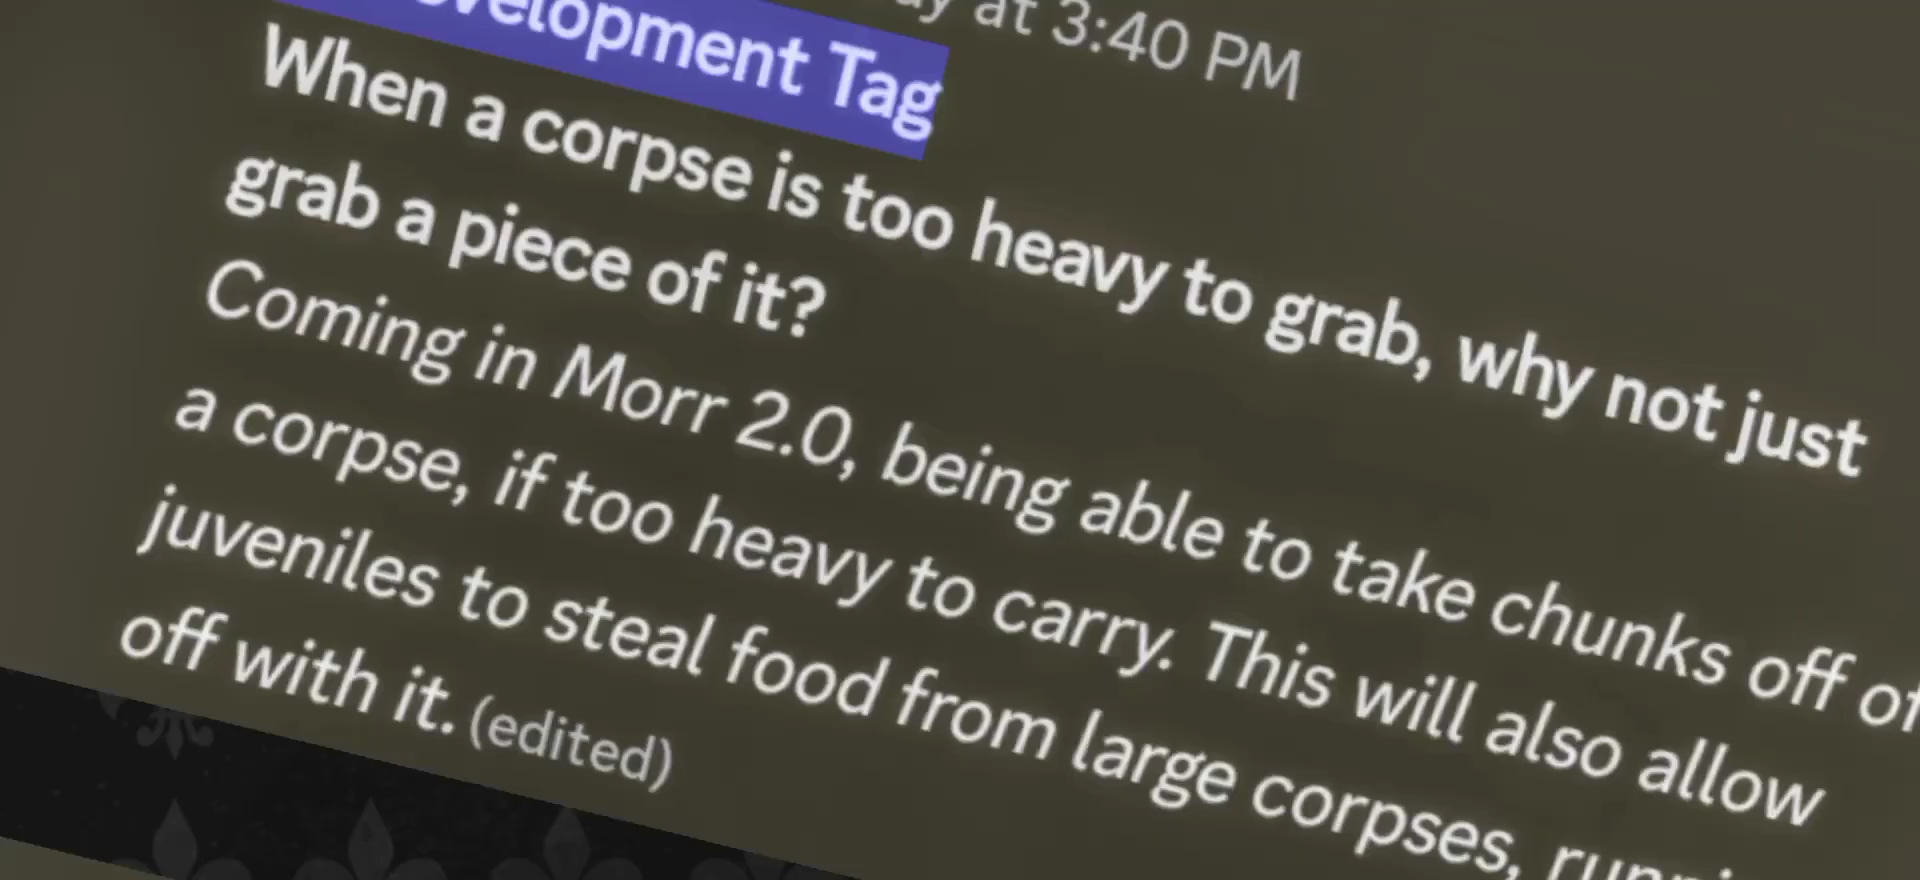 at 3:40 PM
Tag
When a corpse is too heavy to grab, why not just
grab a piece of it?
Coming in Morr 2.0, being able to take chunks off of
a corpse, if too heavy to carry. This will also allow
juveniles to steal food from large corpses,
off with it. (edited)